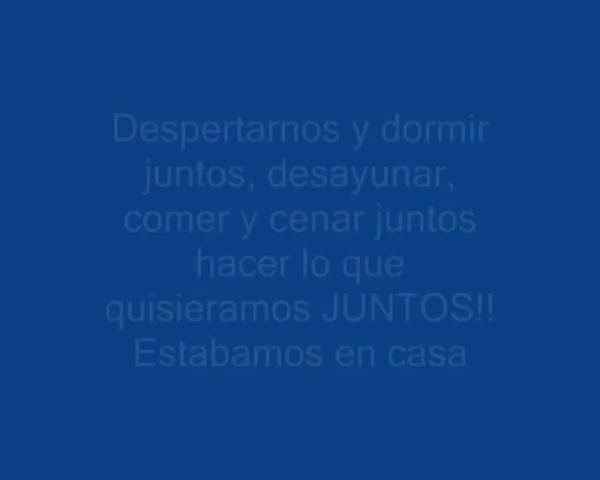 Despertarnos y dormir
juntos, desayunar,
comer y cenar juntos
hacer lo que
quisieramos JUNTOS!!
Estabamos en casa